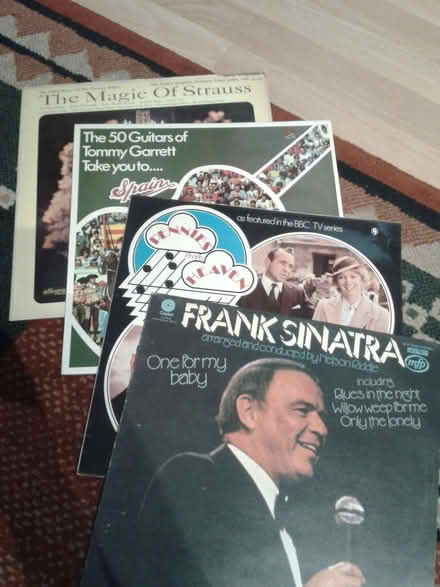 The Magic Of Strauss
The 50 Guitars of
Tommy Garrett
Take you to....
Spain
as featured in the BBC TV series
PENNIES
FROM
HEAVEN
Capitol
FRANK SINATRA
arranged and conducted by Nelson Riddle
mfp
One for my
baby
including
Blues in the night
Willow weep for me
Only the lonely